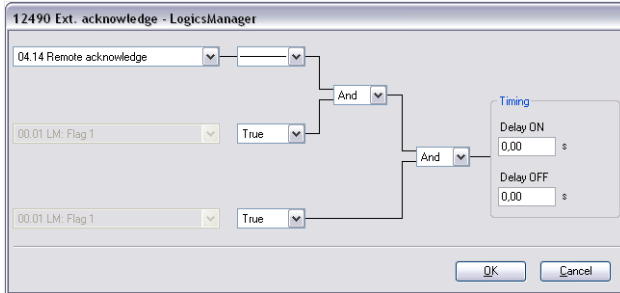 12490 Ext. acknowledge - LogicsManager
04.14 Remote acknowledge
And
Timing
Delay ON
00.01 LM: Flag 1 True
0,00 s
And
Delay OFF
0,00 s
00.01 LM: Flag 1 True
OK Cancel